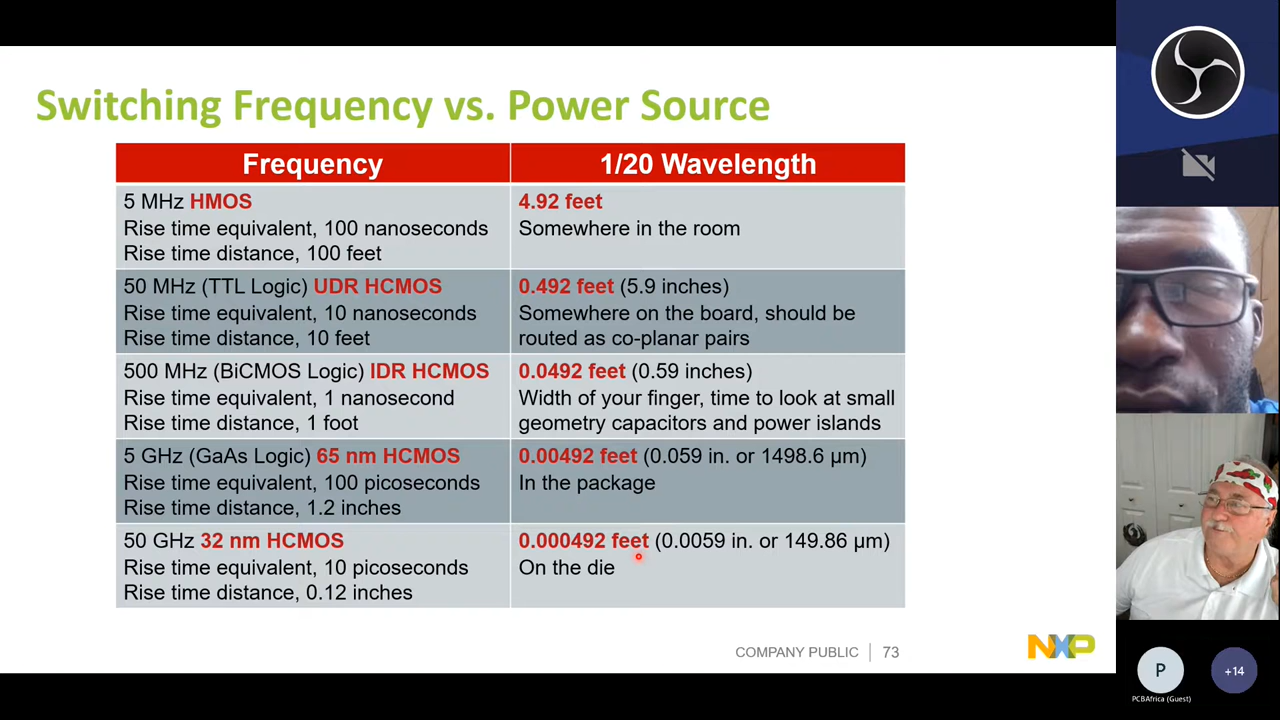 Switching Frequency vs. Power Source
Frequency
1/20 Wavelength
5 MHz HMOS
Rise time equivalent, 100 nanoseconds
Rise time distance, 100 feet
4.92 feet
Somewhere in the room
50 MHz (TTL Logic) UDR HCMOS
Rise time equivalent, 10 nanoseconds
Rise time distance, 10 feet
0.492 feet (5.9 inches)
Somewhere on the board, should be
routed as co-planar pairs
500 MHz (BiCMOS Logic) IDR HCMOS
Rise time equivalent, 1 nanosecond
Rise time distance, 1 foot
0.0492 feet (0.59 inches)
Width of your finger, time to look at small
geometry capacitors and power islands
5 GHz (GaAs Logic) 65 nm HCMOS
Rise time equivalent, 100 picoseconds
Rise time distance, 1.2 inches
0.00492 feet (0.059 in. or 1498.6 µm)
In the package
50 GHz 32 nm HCMOS
Rise time equivalent, 10 picoseconds
Rise time distance, 0.12 inches
0.000492 feet (0.0059 in. or 149.86 µm)
On the die
COMPANY PUBLIC | 73
NXP
P
+14
PCBAfrica (Guest)